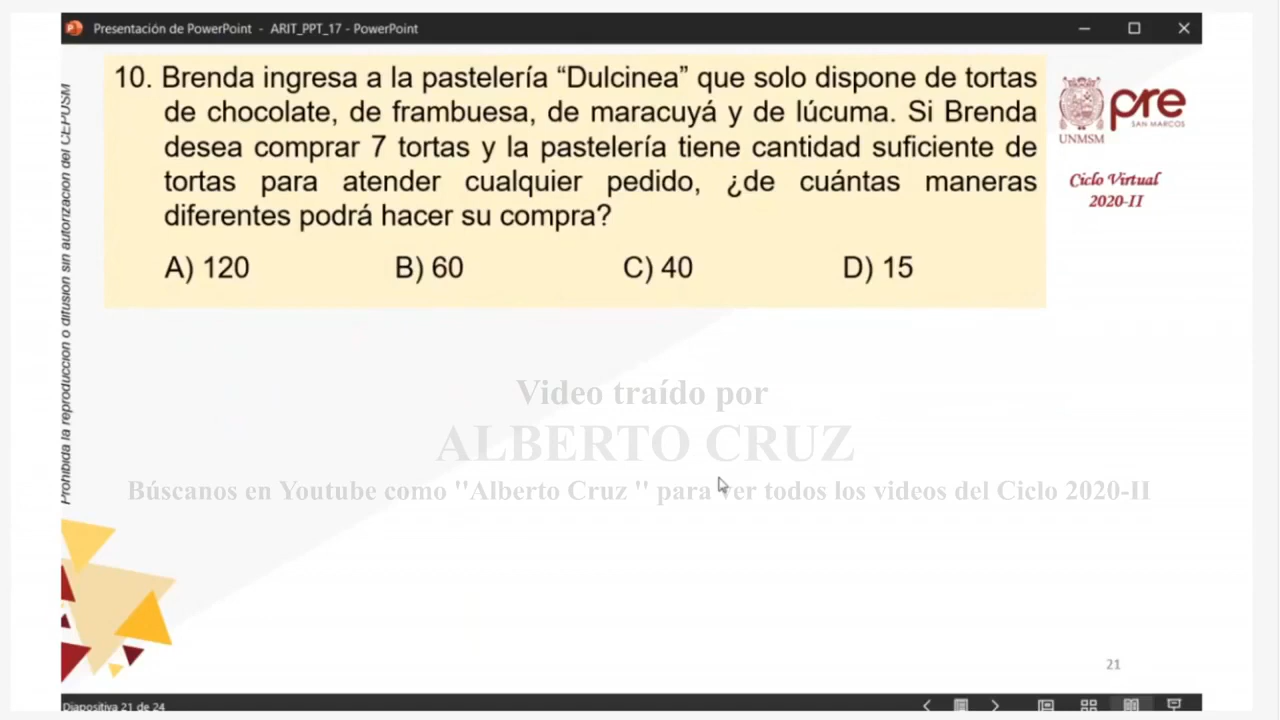 Presentación de PowerPoint - ARIT_PPT_17 - PowerPoint
Prohibida la reproducción o difusión sin autorización del CEPUSM
10. Brenda ingresa a la pastelería “Dulcinea” que solo dispone de tortas
de chocolate, de frambuesa, de maracuyá y de lúcuma. Si Brenda
desea comprar 7 tortas y la pastelería tiene cantidad suficiente de
tortas para atender cualquier pedido, ¿de cuántas maneras
diferentes podrá hacer su compra?
A) 120 B) 60 C) 40 D) 15
UNMSM
pre
SAN MARCOS
Ciclo Virtual
2020-II
Video traído por
ALBERTO CRUZ
Búscanos en Youtube como "Alberto Cruz " para ver todos los videos del Ciclo 2020-II
21
Diapositiva 21 de 24